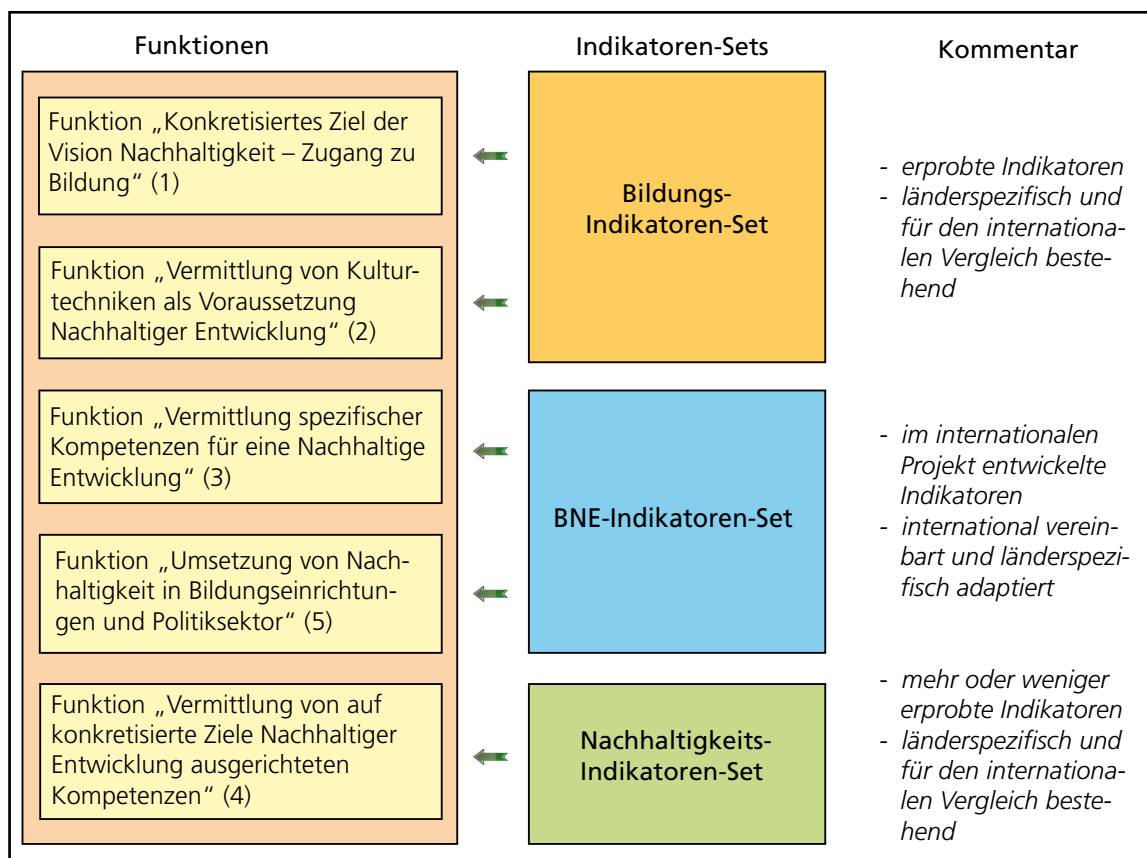 Funktionen
Indikatoren-Sets
Kommentar
Funktion „Konkretisiertes Ziel der
Vision Nachhaltigkeit – Zugang zu
Bildung“ (1)
Funktion „Vermittlung von Kultur-
techniken als Voraussetzung
Nachhaltiger Entwicklung“ (2)
Funktion „Vermittlung spezifischer
Kompetenzen für eine Nachhaltige
Entwicklung“ (3)
Funktion „Umsetzung von Nach-
haltigkeit in Bildungseinrichtun-
gen und Politiksektor“ (5)
Funktion „Vermittlung von auf
konkretisierte Ziele Nachhaltiger
Entwicklung ausgerichteten
Kompetenzen“ (4)
Bildungs-
Indikatoren-Set
BNE-Indikatoren-Set
Nachhaltigkeits-
Indikatoren-Set
- erprobte Indikatoren
- länderspezifisch und
für den internationa-
len Vergleich beste-
hend
- im internationalen
Projekt entwickelte
Indikatoren
- international verein-
bart und länderspezi-
fisch adaptiert
- mehr oder weniger
erprobte Indikatoren
- länderspezifisch und
für den internationa-
len Vergleich beste-
hend